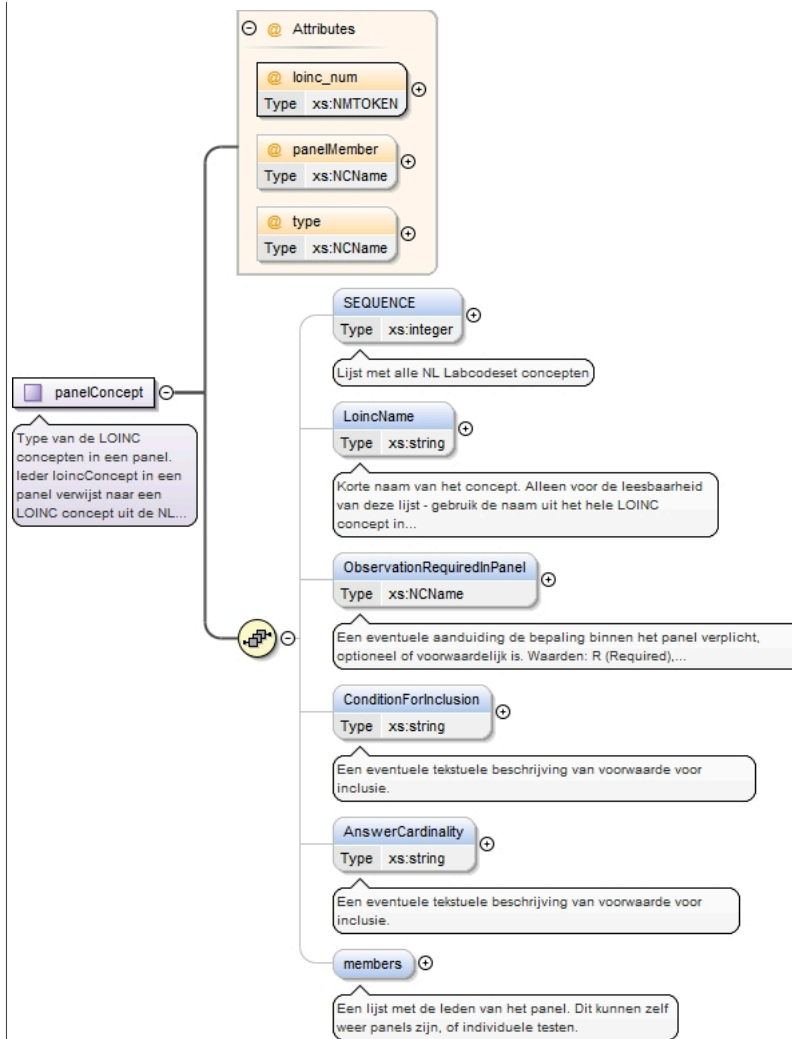 @ Attributes
@ loinc_num
Type xs:NMTOKEN
@ panelMember
Type xs:NCName
@ type
Type xs:NCName
panelConcept
Type van de LOINC
concepten in een panel.
Ieder loincConcept in een
panel verwijst naar een
LOINC concept uit de NL...
SEQUENCE
Type xs:integer
Lijst met alle NL Labcodeset concepten
LoincName
Type xs:string
Korte naam van het concept. Alleen voor de leesbaarheid
van deze lijst - gebruik de naam uit het hele LOINC
concept in...
ObservationRequiredInPanel
Type xs:NCName
Een eventuele aanduiding de bepaling binnen het panel verplicht,
optioneel of voorwaardelijk is. Waarden: R (Required),...
ConditionForInclusion
Type xs:string
Een eventuele tekstuele beschrijving van voorwaarde voor
inclusie.
AnswerCardinality
Type xs:string
Een eventuele tekstuele beschrijving van voorwaarde voor
inclusie.
members
Een lijst met de leden van het panel. Dit kunnen zelf
weer panels zijn, of individuele testen.